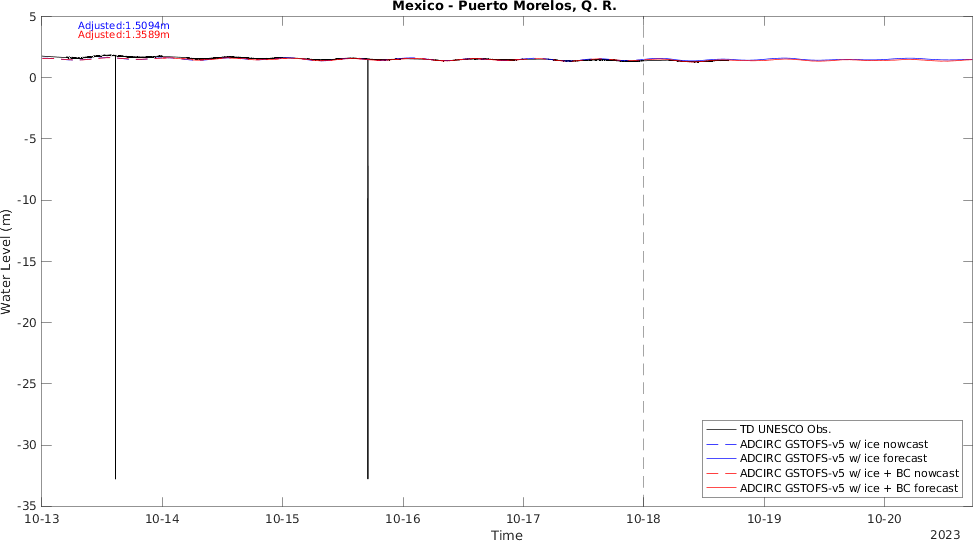 Mexico - Puerto Morelos, Q. R.
Adjusted:1.5094m
Adjusted:1.3589m
5
0
-5
-10
-15
-20
-25
-30
-35
Water Level (m)
10-13
10-14
10-15
10-16
10-17
10-18
10-19
10-20
Time
2023
TD UNESCO Obs.
ADCIRC GSTOFS-v5 w/ ice nowcast
ADCIRC GSTOFS-v5 w/ ice forecast
ADCIRC GSTOFS-v5 w/ ice + BC nowcast
ADCIRC GSTOFS-v5 w/ ice + BC forecast